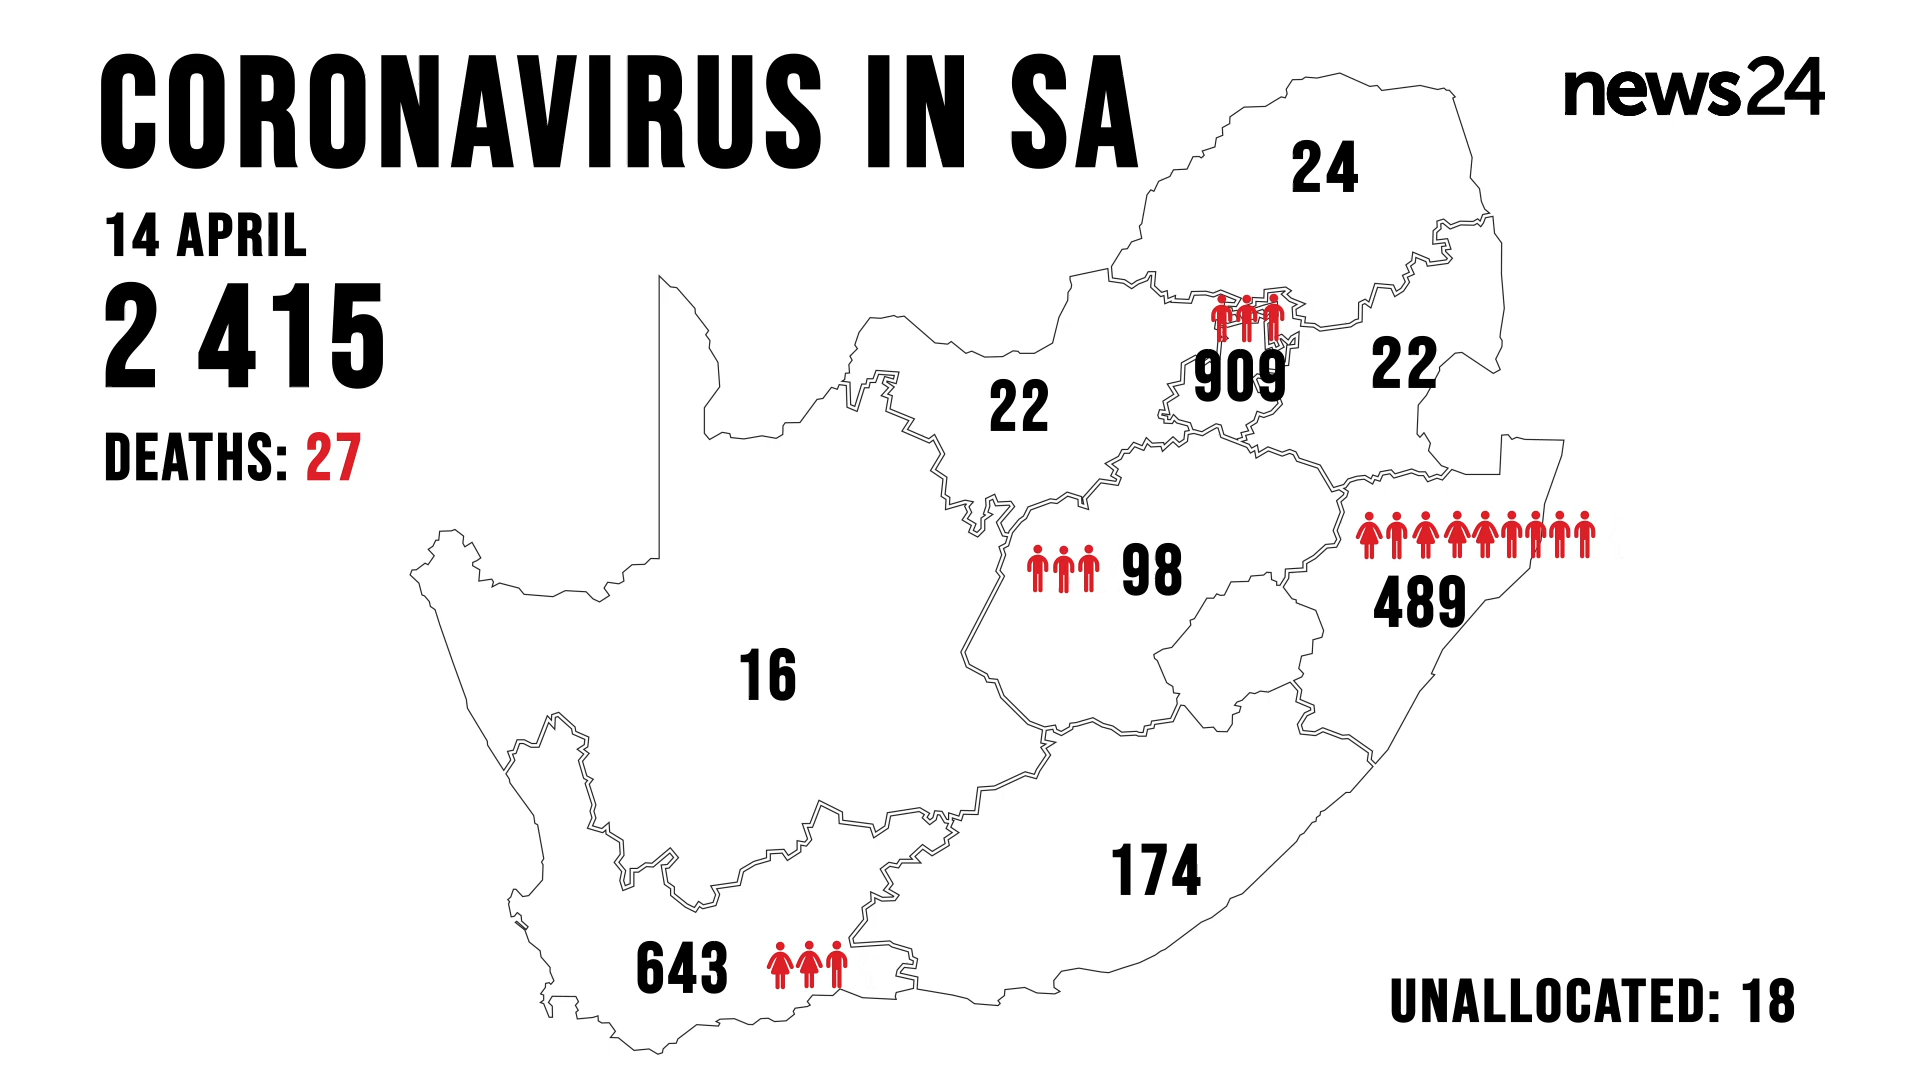 CORONAVIRUS IN SA
news24
14 APRIL
2 415
DEATHS: 27
24
909
22
22
98
489
16
174
643
UNALLOCATED: 18